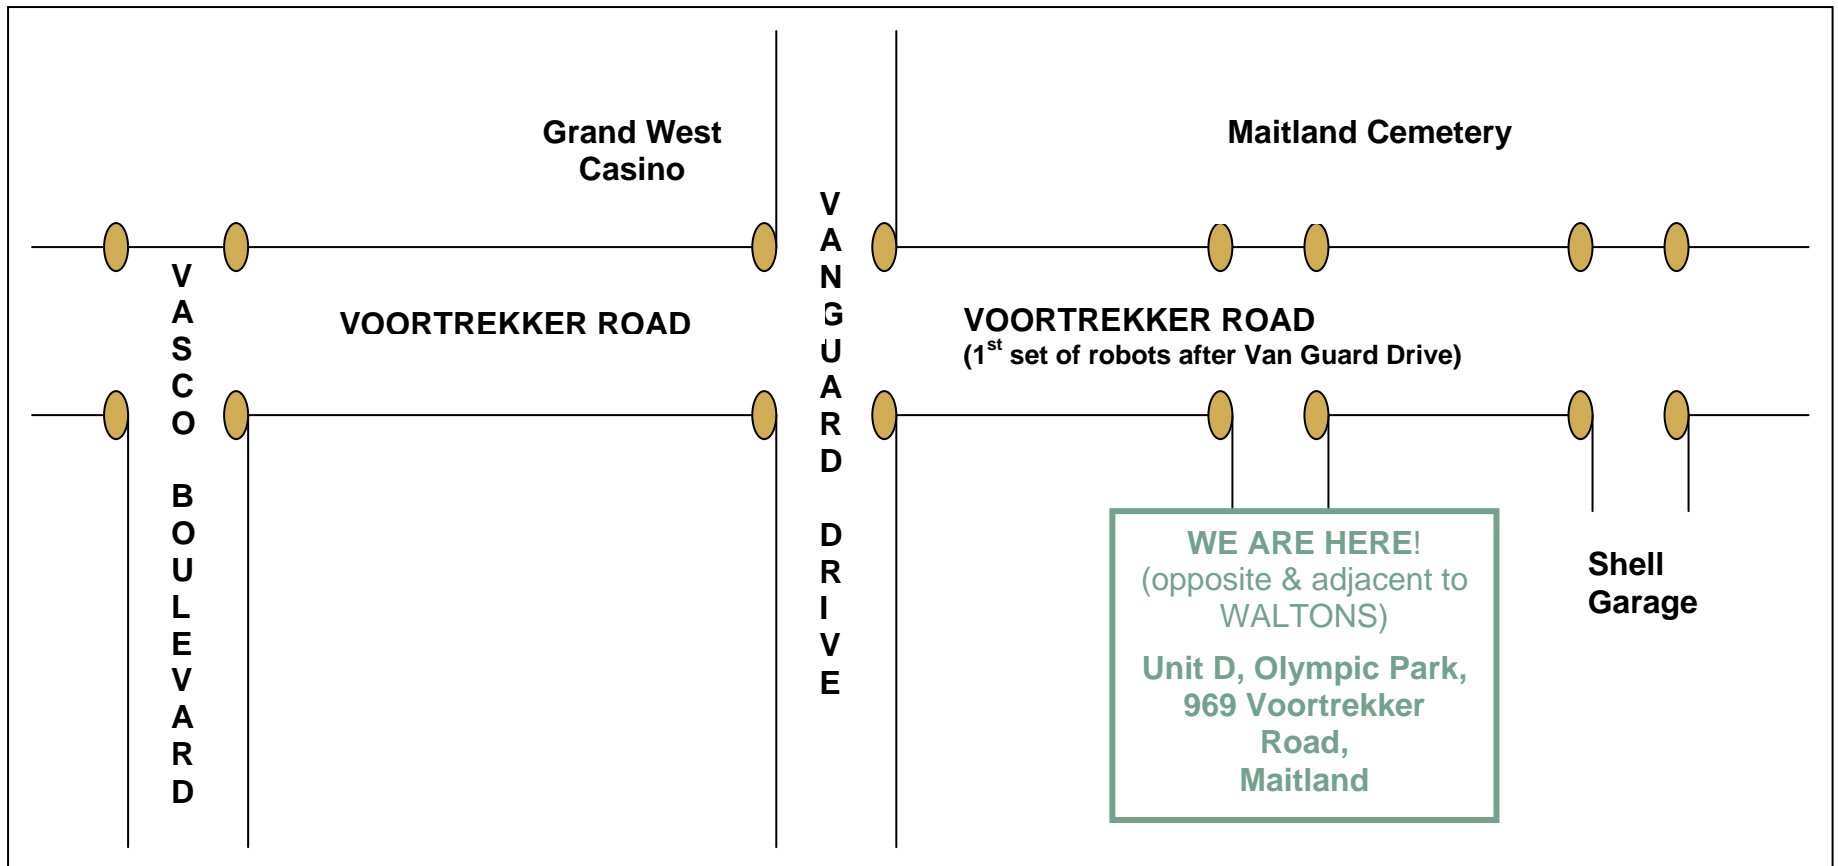 Grand West
Casino
Maitland Cemetery
VASCO BOULEVARD
VOORTREKKER ROAD
VANGUARD DRIVE
VOORTREKKER ROAD
(1st set of robots after Van Guard Drive)
WE ARE HERE!
(opposite & adjacent to
WALTONS)
Unit D, Olympic Park,
969 Voortrekker
Road,
Maitland
Shell
Garage